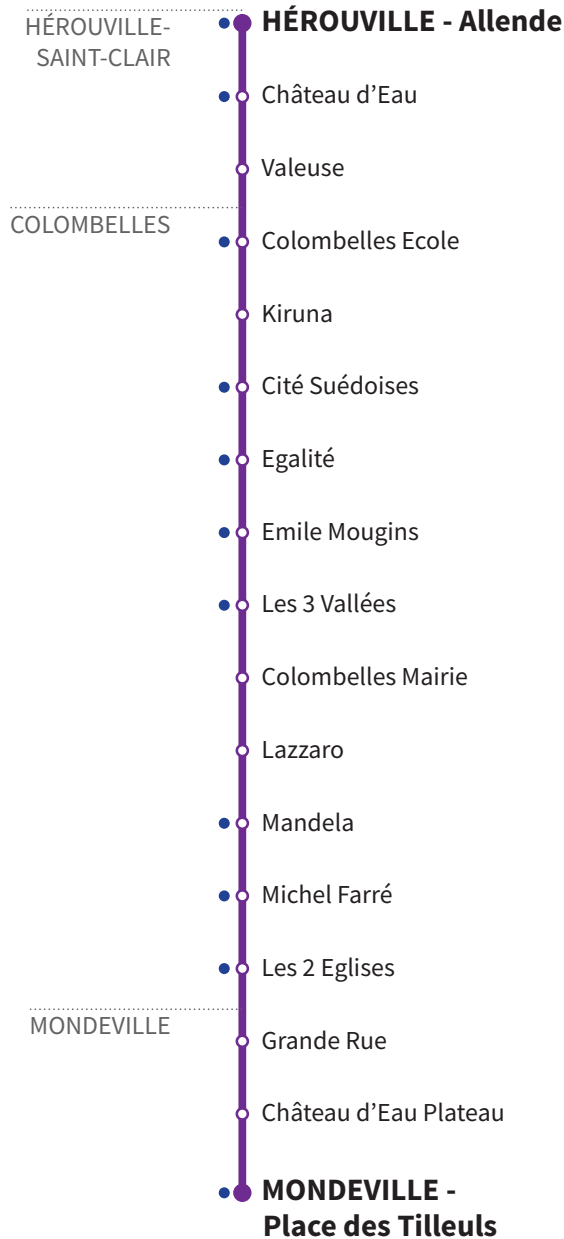 HÉROUVILLE-
SAINT-CLAIR
HÉROUVILLE - Allende
Château d’Eau
Valeuse
COLOMBELLES
Colombelles Ecole
Kiruna
Cité Suédoises
Egalité
Emile Mougins
Les 3 Vallées
Colombelles Mairie
Lazzaro
Mandela
Michel Farré
Les 2 Eglises
MONDEVILLE
Grande Rue
Château d’Eau Plateau
MONDEVILLE -
Place des Tilleuls